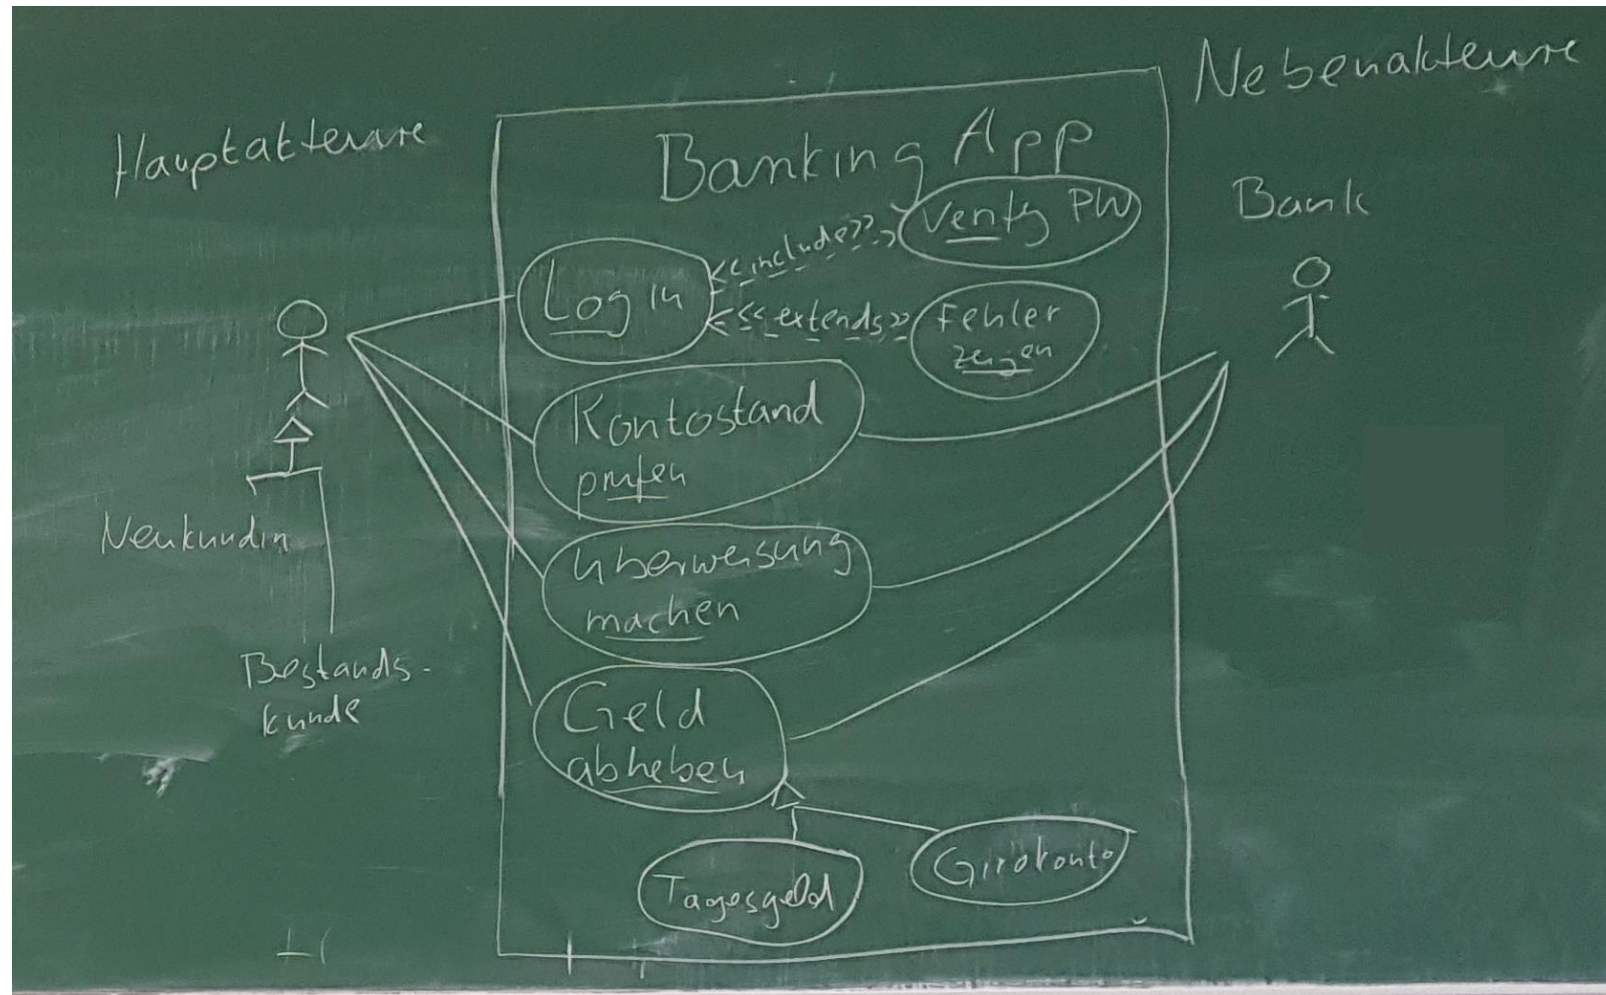 Nebenakteure
Hauptakteure
Banking App
Bank
Verify PW
<<include>>
Log in
<<extends>>
Fehler
zeigen
Kontostand
prüfen
Neukundin
Überweisung
machen
Bestands-
kunde
Geld
abheben
Girokonto
Tagesgeld